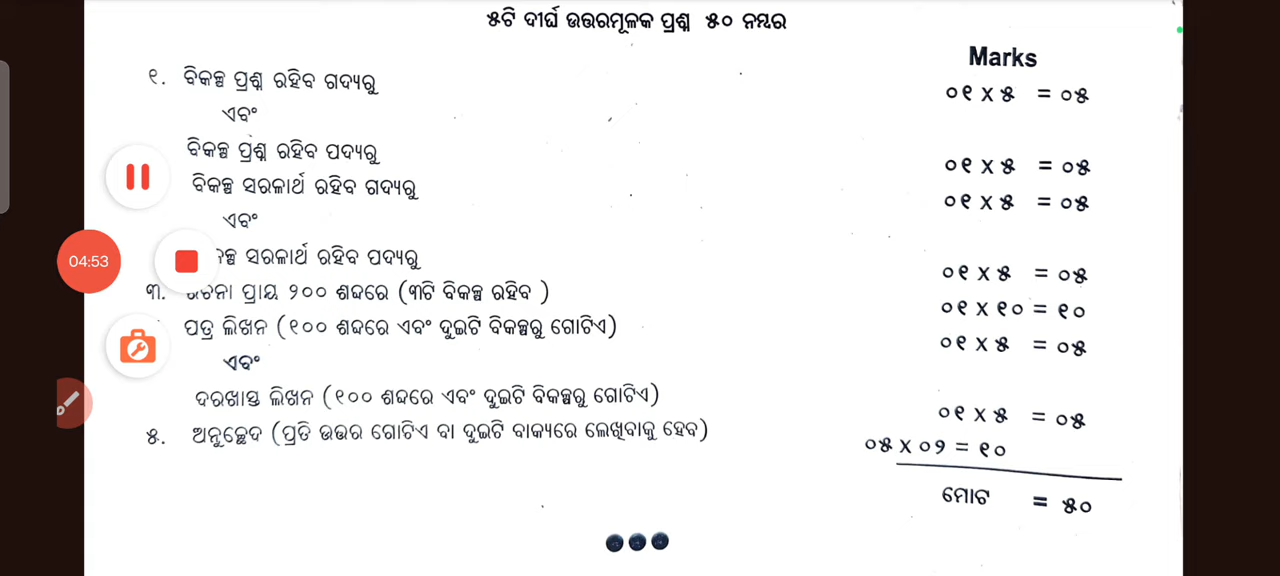 ୫ଟି ଦୀର୍ଘ ଉତ୍ତରମୂଳକ ପ୍ରଶ୍ନ ୫୦ ନମ୍ବର
Marks
୧. ବିକଳ୍ପ ପ୍ରଶ୍ନ ରହିବ ଗଦ୍ୟରୁ ୦୧ X ୫ = ୦୫
ଏବଂ
ବିକଳ୍ପ ପ୍ରଶ୍ନ ରହିବ ପଦ୍ୟରୁ ୦୧ X ୫ = ୦୫
ବିକଳ୍ପ ସରଳାର୍ଥ ରହିବ ଗଦ୍ୟରୁ ୦୧ X ୫ = ୦୫
ଏବଂ
ସରଳାର୍ଥ ରହିବ ପଦ୍ୟରୁ ୦୧ X ୫ = ୦୫
୩. ପ୍ରାୟ ୨୦୦ ଶବ୍ଦରେ (୩ଟି ବିକଳ୍ପ ରହିବ ) ୦୧ X ୧୦ = ୧୦
ପତ୍ର ଲିଖନ (୧୦୦ ଶବ୍ଦରେ ଏବଂ ଦୁଇଟି ବିକଳ୍ପରୁ ଗୋଟିଏ) ୦୧ X ୫ = ୦୫
ଏବଂ
ଦରଖାସ୍ତ ଲିଖନ (୧୦୦ ଶବ୍ଦରେ ଏବଂ ଦୁଇଟି ବିକଳ୍ପରୁ ଗୋଟିଏ) ୦୧ X ୫ = ୦୫
୫. ଅନୁଚ୍ଛେଦ (ପ୍ରତି ଉତ୍ତର ଗୋଟିଏ ବା ଦୁଇଟି ବାକ୍ୟରେ ଲେଖିବାକୁ ହେବ) ୦୫ X ୦୨ = ୧୦
ମୋଟ = ୫୦
04:53